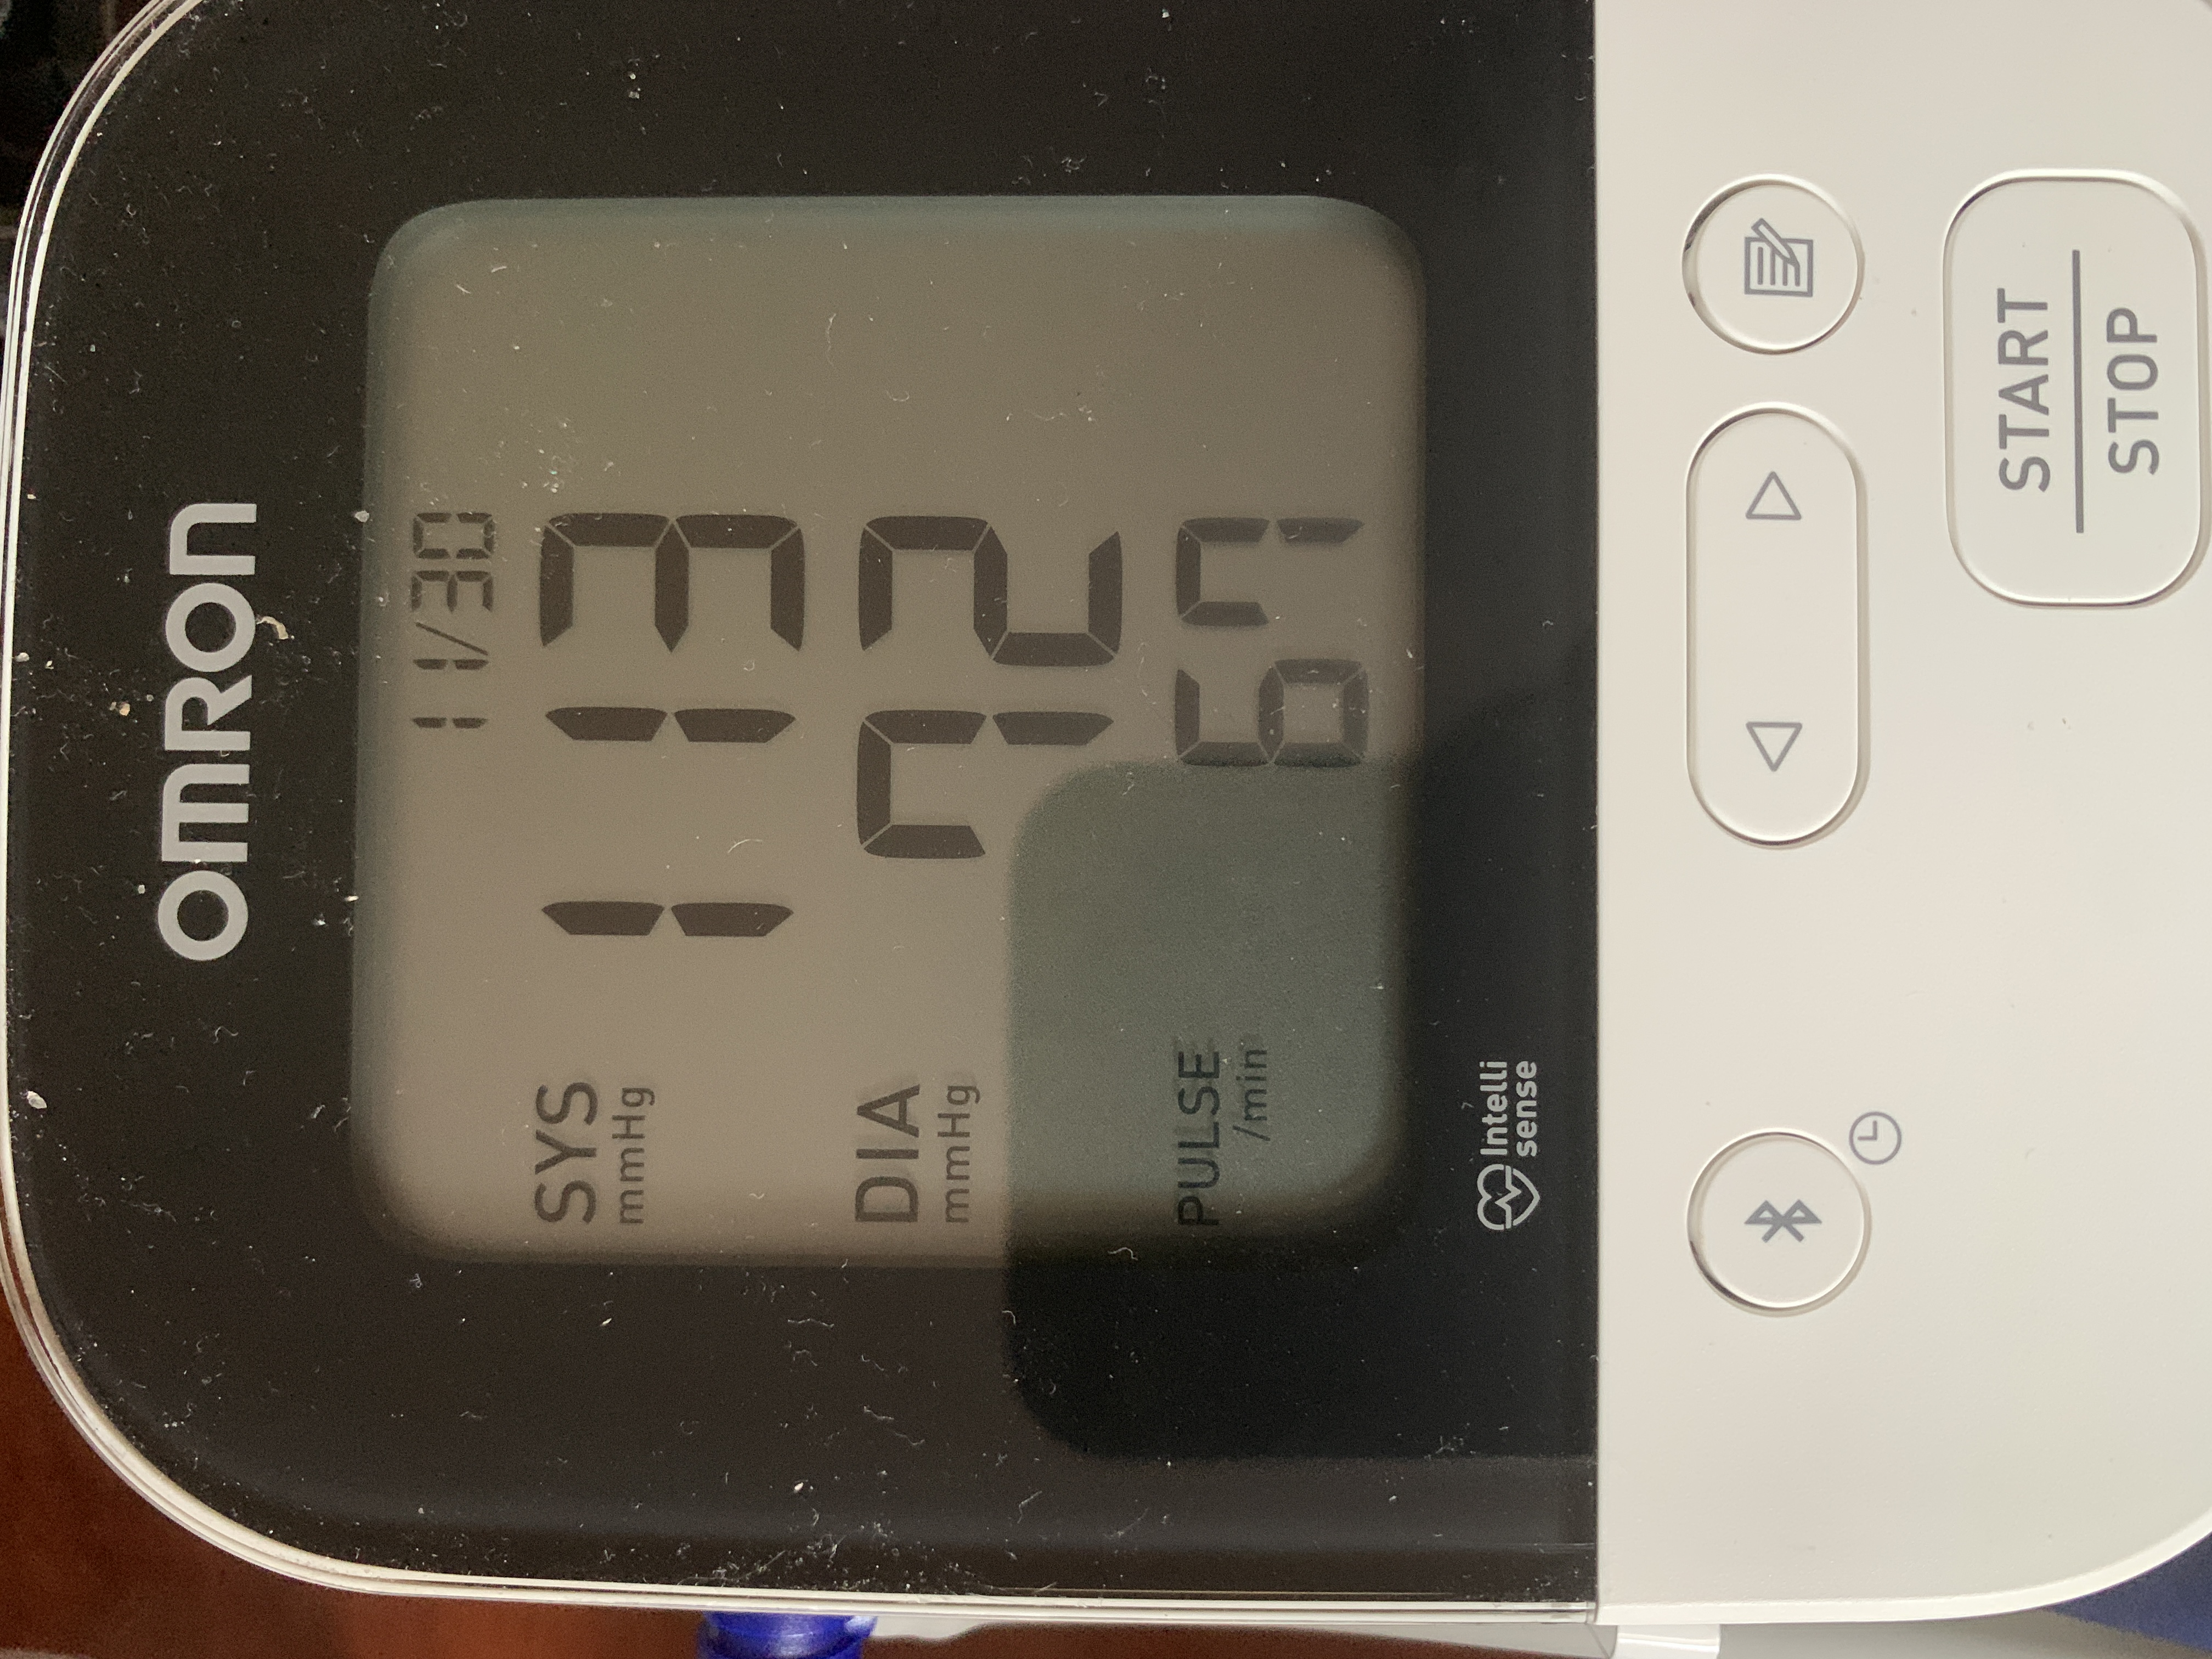 OMRON
11/30
SYS 113
mmHg
DIA 72
mmHg
PULSE 67
/min
Intelli
sense
START
STOP